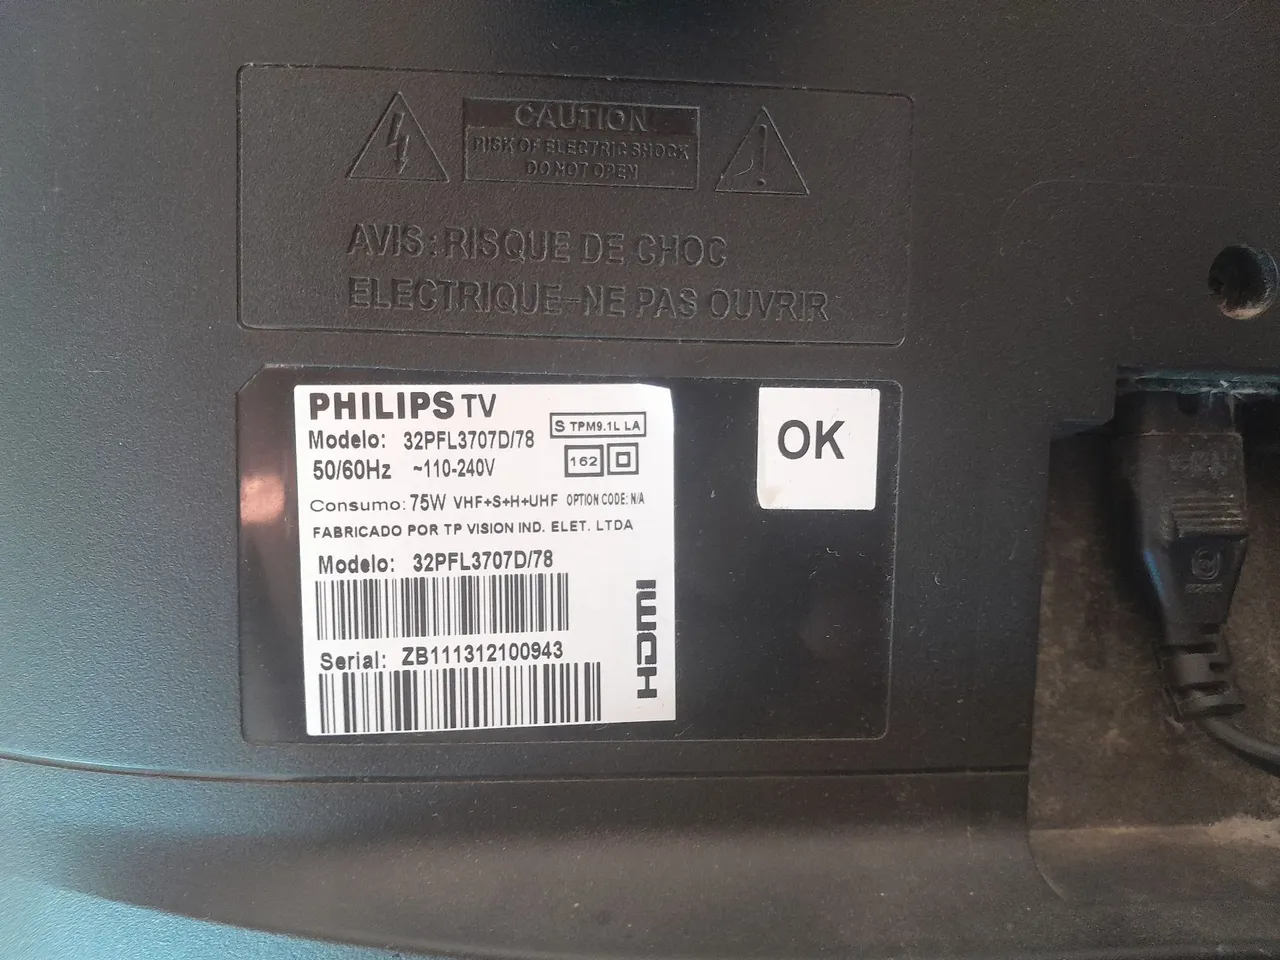 CAUTION
RISK OF ELECTRIC SHOCK
DO NOT OPEN
AVIS: RISQUE DE CHOC
ELECTRIQUE-NE PAS OUVRIR
PHILIPS TV
S TPM9.1L LA
Modelo: 32PFL3707D/78
50/60Hz ~110-240V
162
Consumo: 75W VHF+S+H+UHF OPTION CODE: N/A
FABRICADO POR TP VISION IND. ELET. LTDA
Modelo: 32PFL3707D/78
Serial: ZB111312100943
IWCH
OK